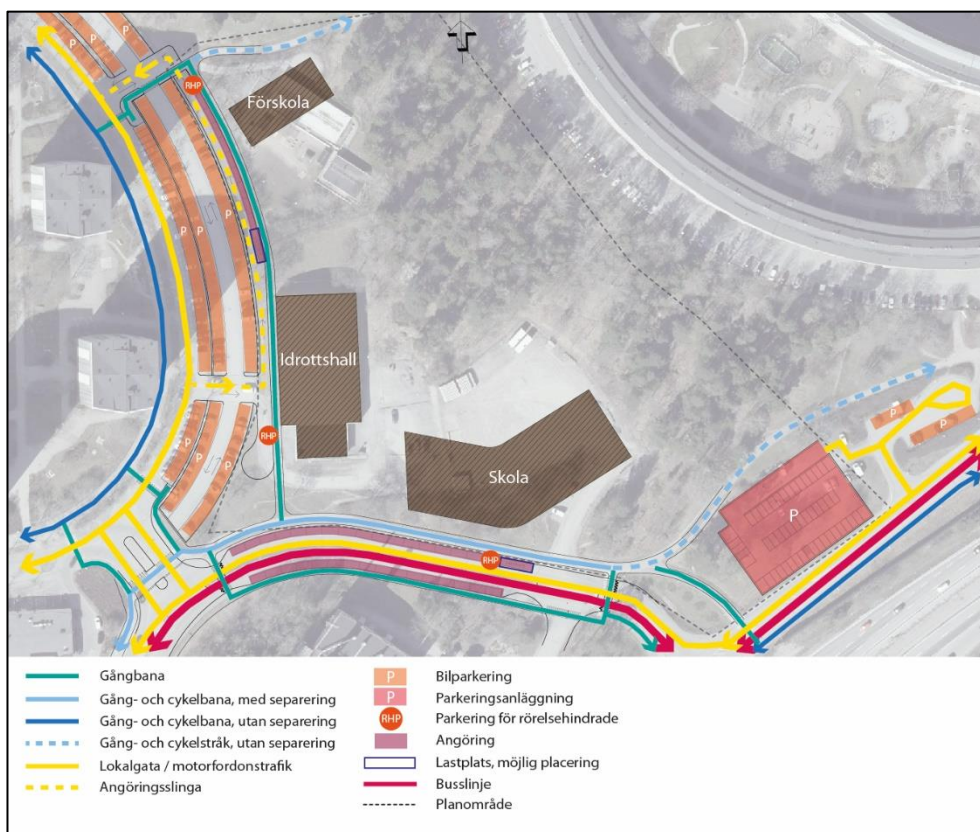 P
P
P
RHP
Förskola
P
P
P
P
P
Idrottshall
RHP
P
P
Skola
P
P
P
RHP
Gångbana
Gång- och cykelbana, med separering
Gång- och cykelbana, utan separering
Gång- och cykelstråk, utan separering
Lokalgata / motorfordonstrafik
Angöringsslinga
P Bilparkering
P Parkeringsanläggning
RHP Parkering för rörelsehindrade
Angöring
Lastplats, möjlig placering
Busslinje
Planområde